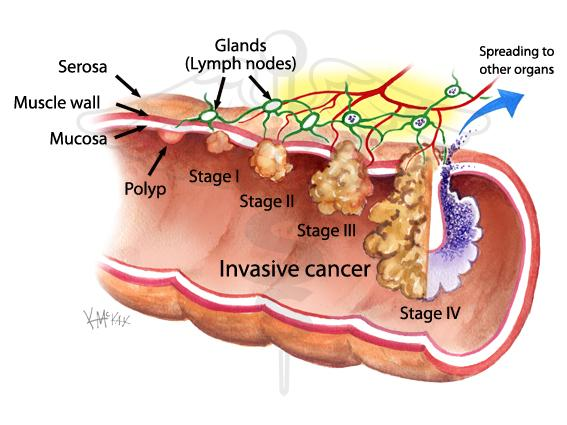 Glands
(Lymph nodes)
Spreading to
other organs
Serosa
Muscle wall
Mucosa
Polyp
Stage I
Stage II
Stage III
Invasive cancer
Stage IV